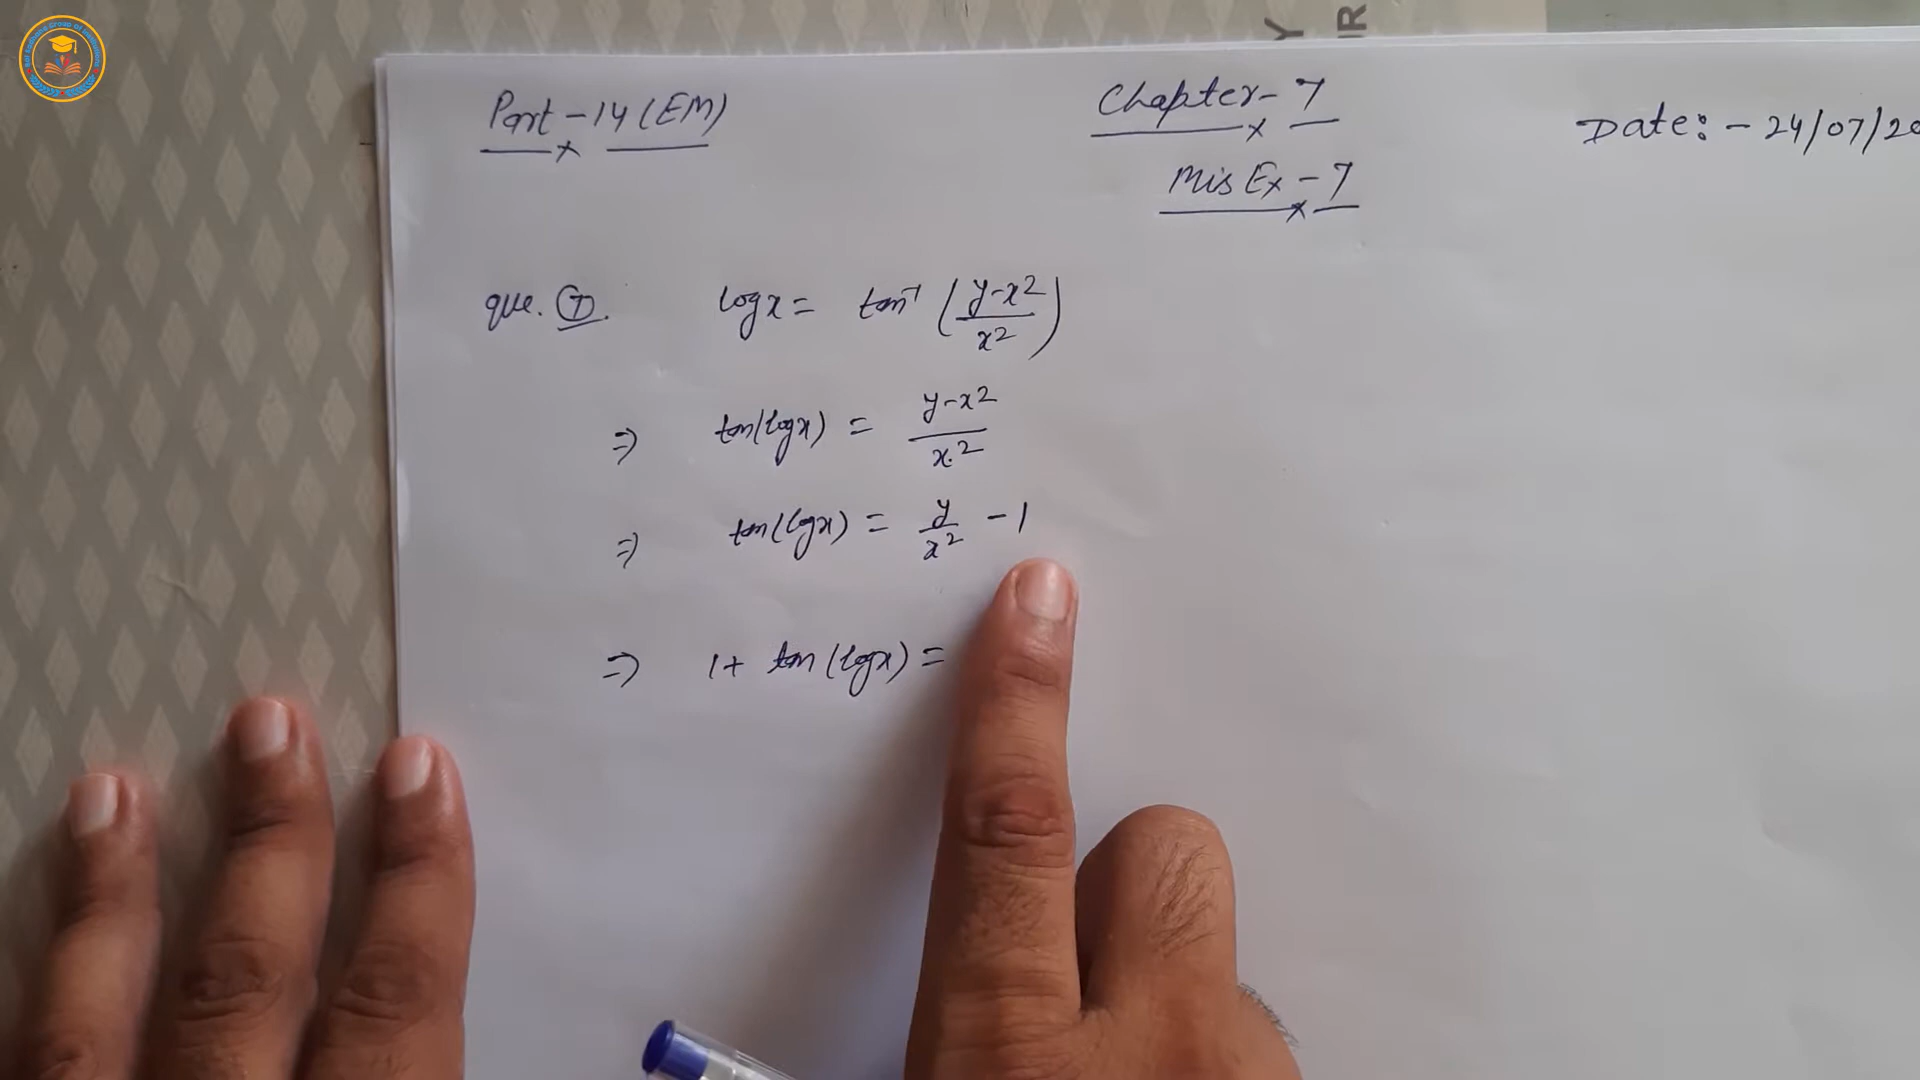 Y
UR
Part-14 (EM)
Chapter-7
Date:- 24/07/20
Mis Ex-7
que. 7. log x = tan⁻¹ ((y-x²)/x²)
⇒ tan(log x) = (y-x²)/x²
⇒ tan(log x) = y/x² - 1
⇒ 1+ tan(log x) =